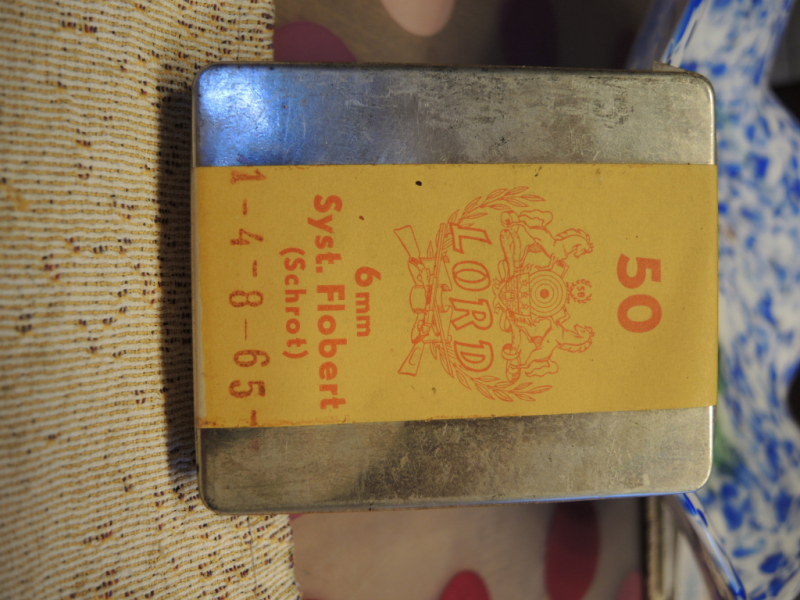 50
LORD
6mm
Syst. Flobert
(Schrot)
1-4-8-65-